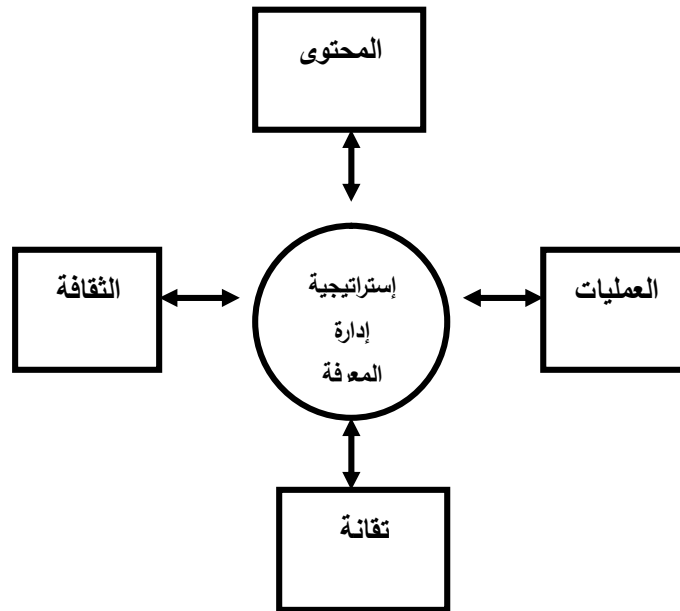 المحتوى
العمليات
إستراتيجية
إدارة
المعرفة
الثقافة
تقانة